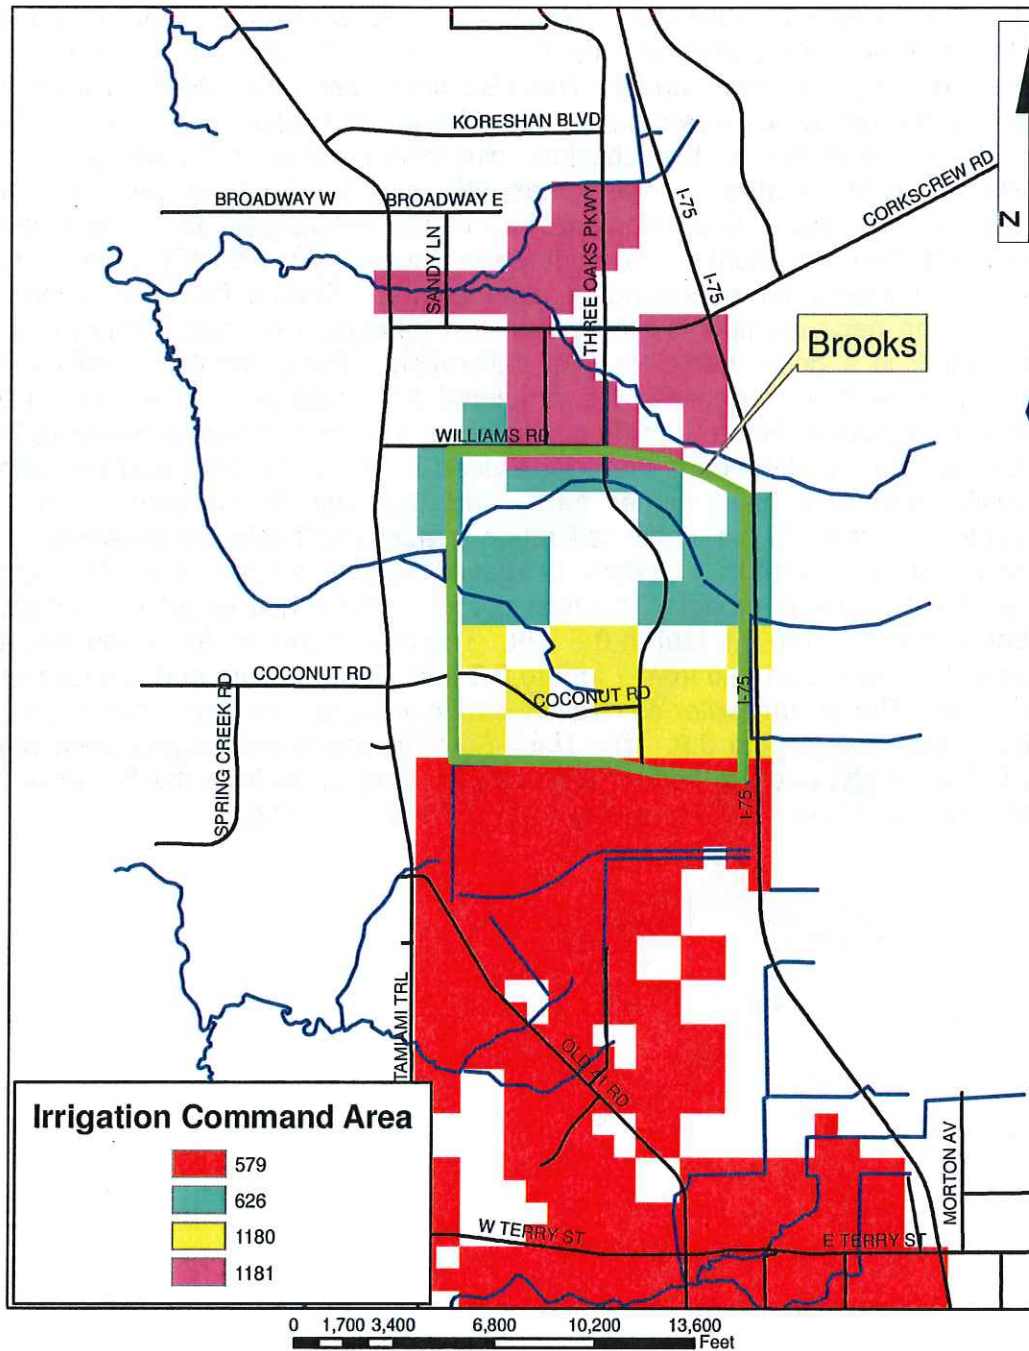 KORESHAN BLVD
BROADWAY W
BROADWAY E
SANDY LN
THREE OAKS PKWY
I-75
CORKSCREW RD
I-75
N
Brooks
WILLIAMS RD
COCONUT RD
COCONUT RD
I-75
SPRING CREEK RD
I-75
TAMIAMI TRL
OLD 41 RD
MORTON AV
W TERRY ST
E TERRY ST
Irrigation Command Area
579
626
1180
1181
0 1,700 3,400 6,800 10,200 13,600
Feet